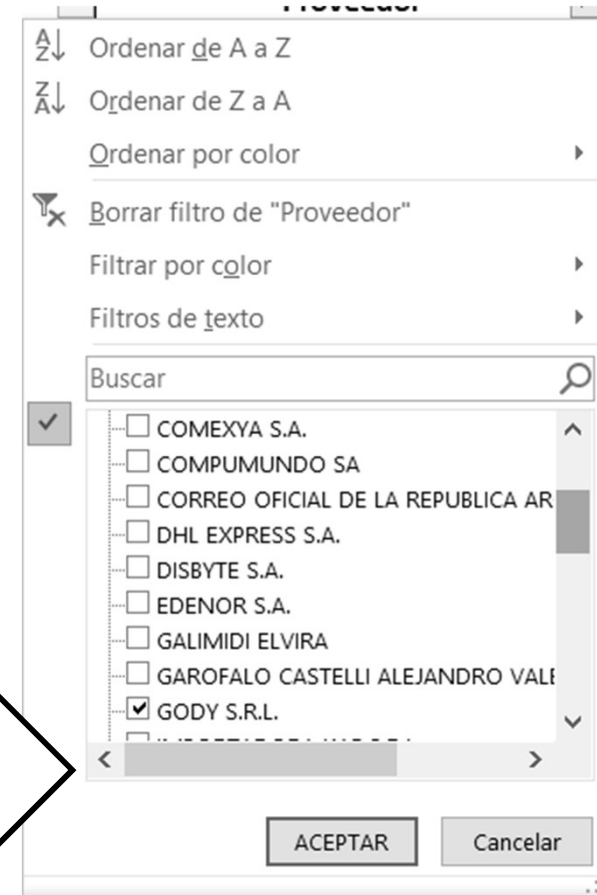 Proveedor
Ordenar de A a Z
Ordenar de Z a A
Ordenar por color
Borrar filtro de "Proveedor"
Filtrar por color
Filtros de texto
Buscar
COMEXYA S.A.
COMPUMUNDO SA
CORREO OFICIAL DE LA REPUBLICA AR
DHL EXPRESS S.A.
DISBYTE S.A.
EDENOR S.A.
GALIMIDI ELVIRA
GAROFALO CASTELLI ALEJANDRO VALE
GODY S.R.L.
ACEPTAR Cancelar